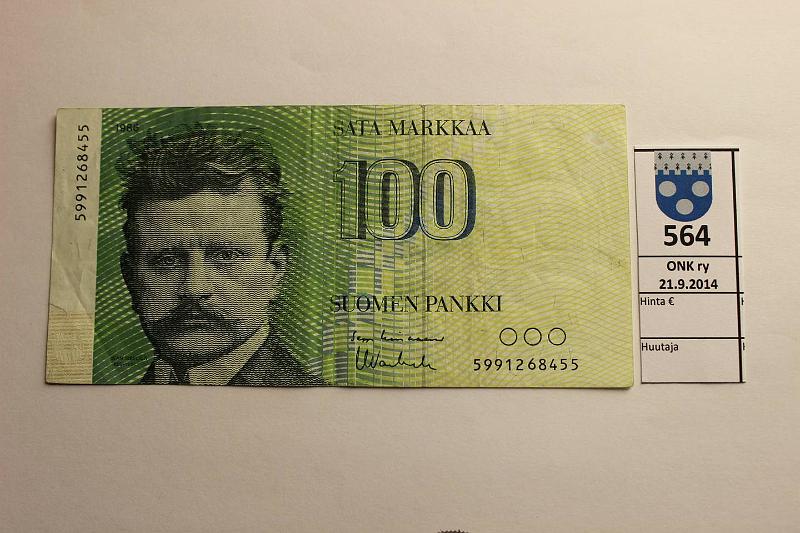 5991268455
1986
SATA MARKKAA
100
SUOMEN PANKKI
5991268455
564
ONK ry
21.9.2014
Hinta €
Huutaja